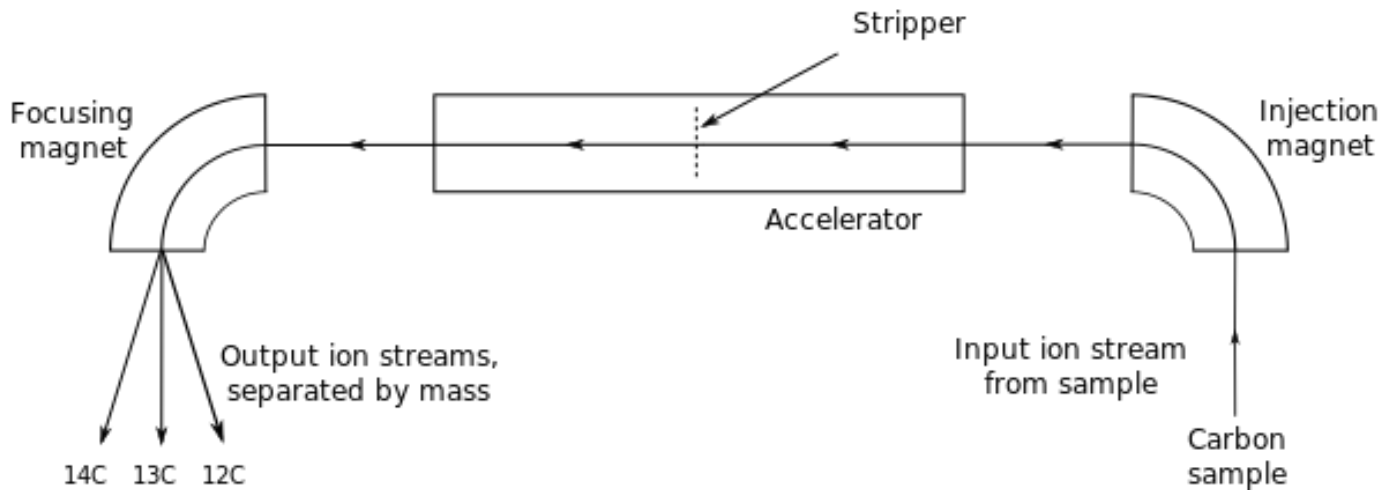 Stripper
Focusing
magnet
Injection
magnet
Accelerator
Output ion streams,
separated by mass
Input ion stream
from sample
Carbon
sample
14C 13C 12C